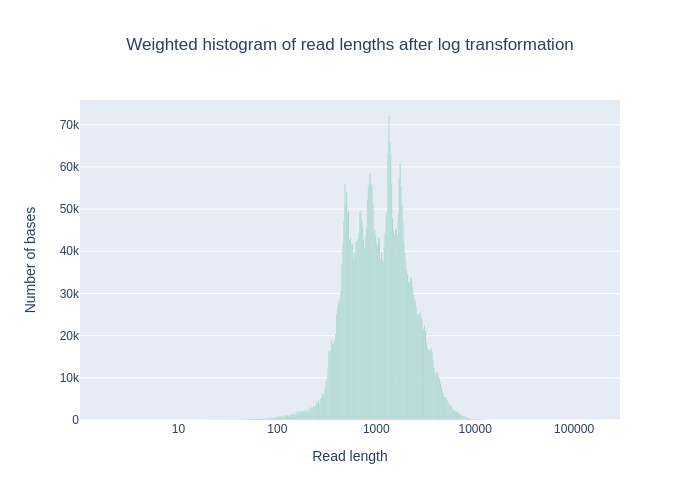 Weighted histogram of read lengths after log transformation
70k
60k
50k
40k
30k
20k
10k
0
Number of bases
10 100 1000 10000 100000
Read length